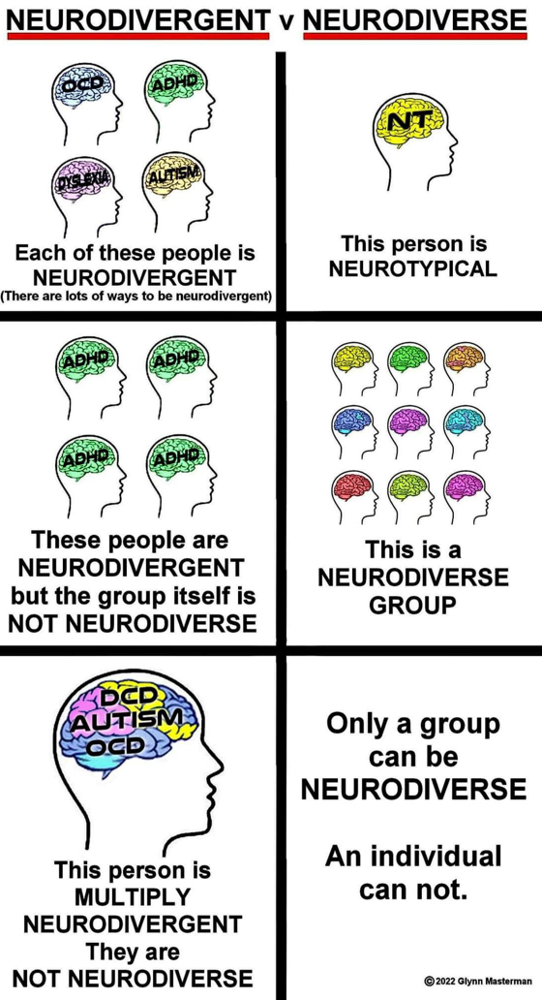 NEURODIVERGENT v NEURODIVERSE
OCD
ADHD
DYSLEXIA
AUTISM
Each of these people is
NEURODIVERGENT
(There are lots of ways to be neurodivergent)
NT
This person is
NEUROTYPICAL
ADHD
ADHD
ADHD
ADHD
These people are
NEURODIVERGENT
but the group itself is
NOT NEURODIVERSE
This is a
NEURODIVERSE
GROUP
DCD
AUTISM
OCD
This person is
MULTIPLY
NEURODIVERGENT
They are
NOT NEURODIVERSE
Only a group
can be
NEURODIVERSE
An individual
can not.
©2022 Glynn Masterman